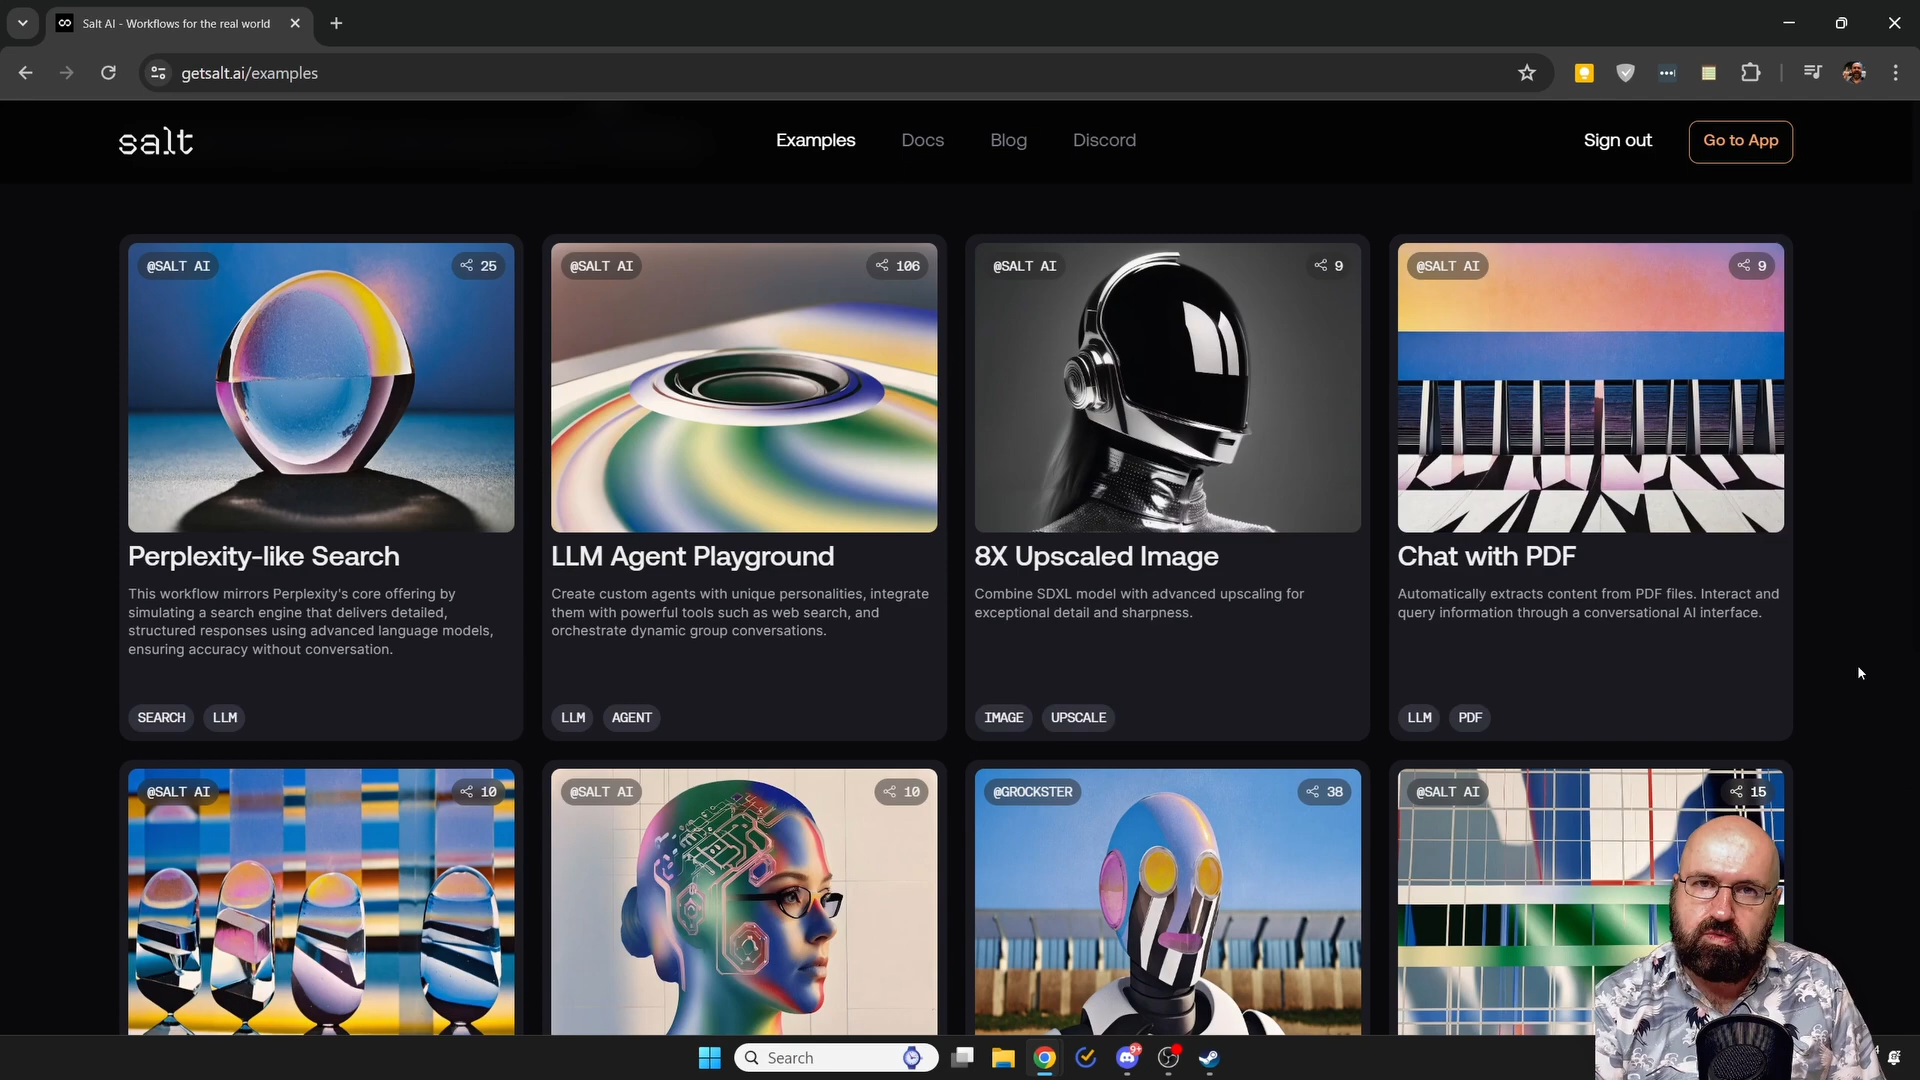 Salt AI - Workflows for the real world
getsalt.ai/examples
salt
Examples
Docs
Blog
Discord
Sign out
Go to App
@SALT AI
25
@SALT AI
106
@SALT AI
9
@SALT AI
9
Perplexity-like Search
This workflow mirrors Perplexity's core offering by
simulating a search engine that delivers detailed,
structured responses using advanced language models,
ensuring accuracy without conversation.
SEARCH
LLM
LLM Agent Playground
Create custom agents with unique personalities, integrate
them with powerful tools such as web search, and
orchestrate dynamic group conversations.
LLM
AGENT
8X Upscaled Image
Combine SDXL model with advanced upscaling for
exceptional detail and sharpness.
IMAGE
UPSCALE
Chat with PDF
Automatically extracts content from PDF files. Interact and
query information through a conversational AI interface.
LLM
PDF
@SALT AI
10
@SALT AI
10
@GROCKSTER
38
@SALT AI
15
Search
9+